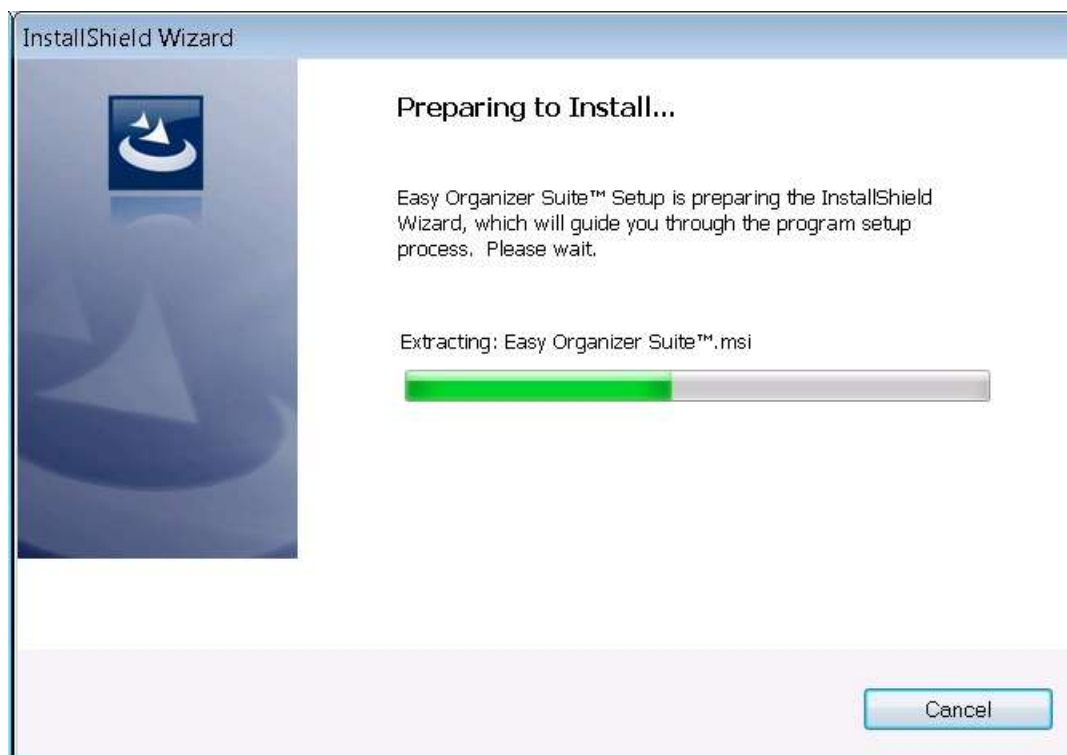 InstallShield Wizard
Preparing to Install...
Easy Organizer Suite™ Setup is preparing the InstallShield
Wizard, which will guide you through the program setup
process.  Please wait.
Extracting: Easy Organizer Suite™.msi
Cancel